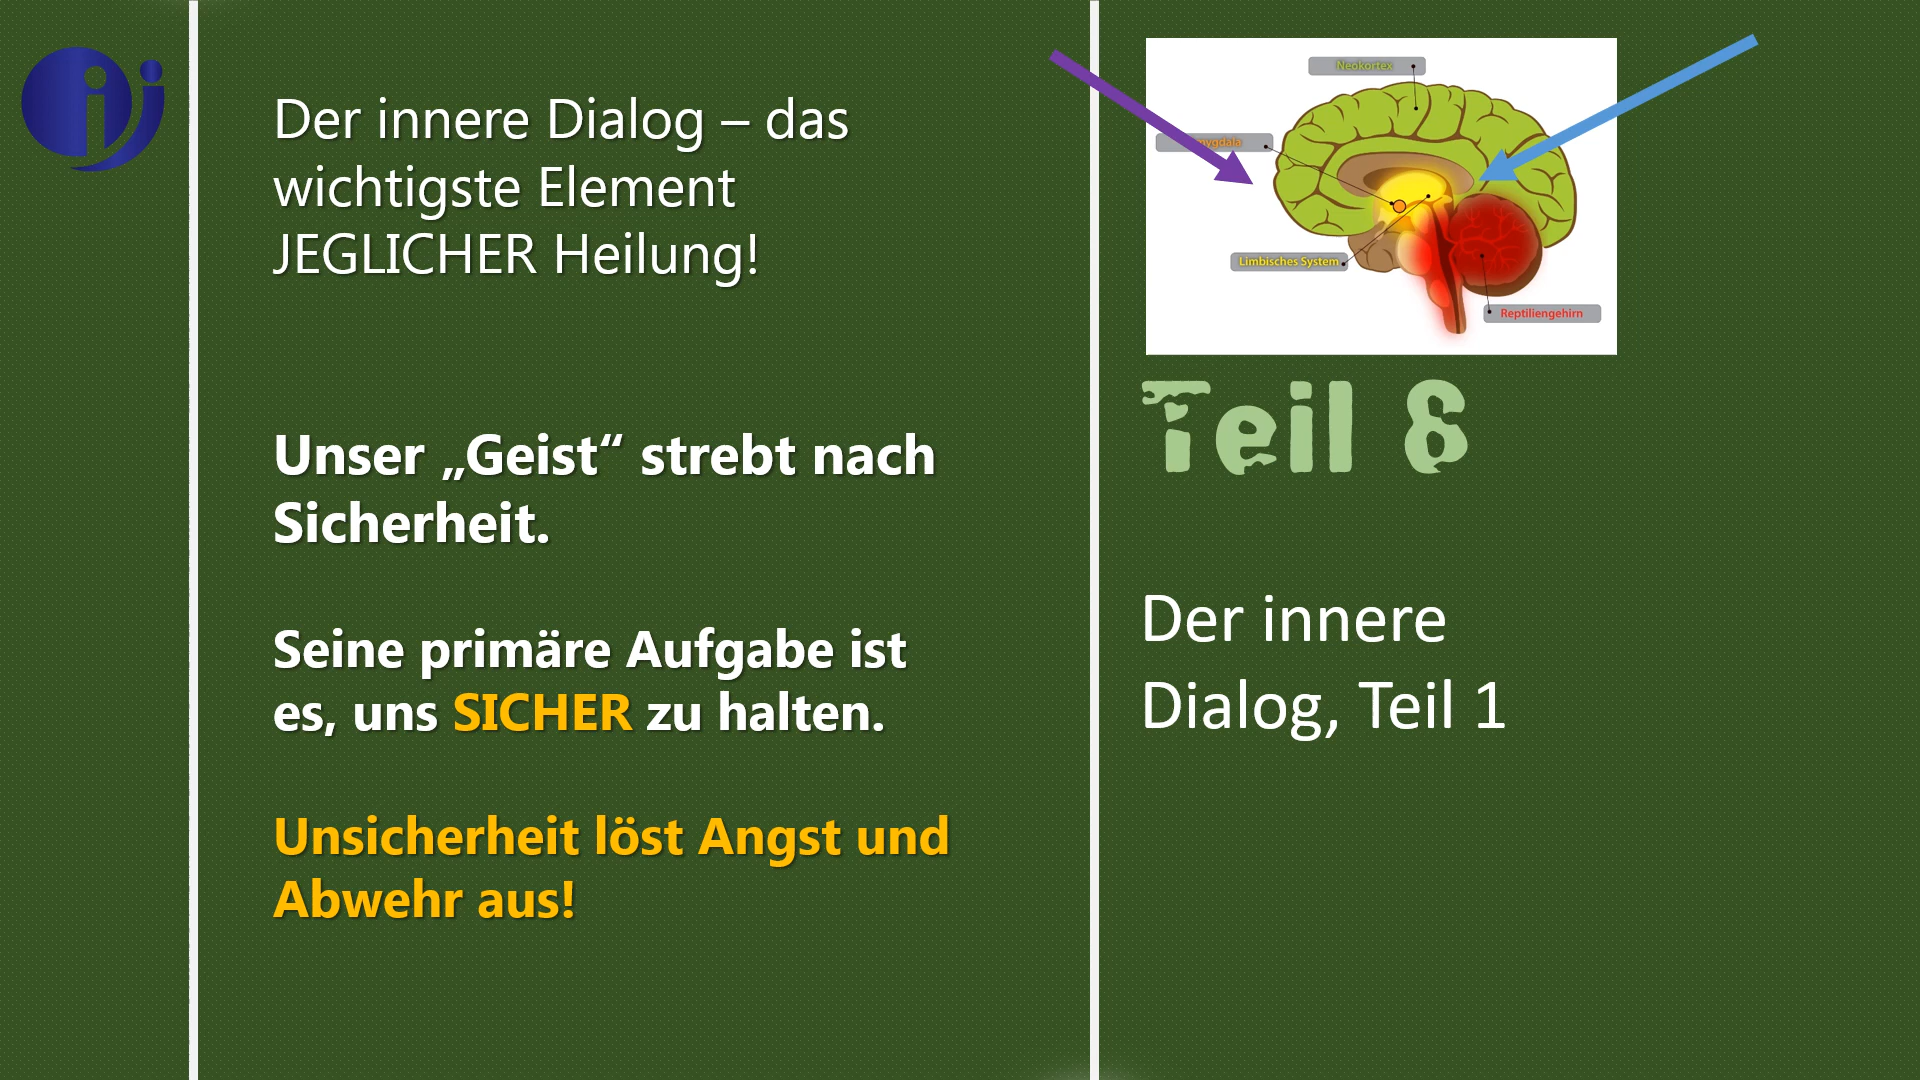 Der innere Dialog – das
wichtigste Element
JEGLICHER Heilung!
Unser „Geist“ strebt nach
Sicherheit.
Seine primäre Aufgabe ist
es, uns SICHER zu halten.
Unsicherheit löst Angst und
Abwehr aus!
Neokortex
Limbisches System
Reptiliengehirn
Teil 8
Der innere
Dialog, Teil 1